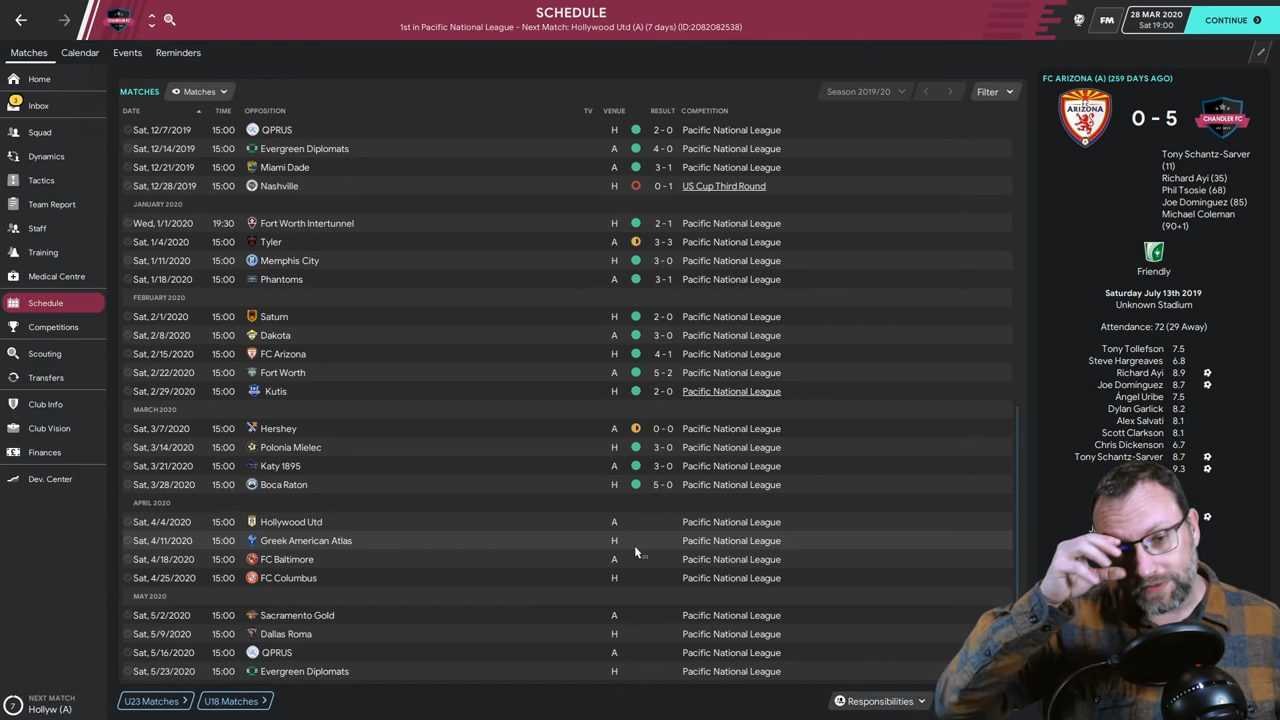 SCHEDULE
1st in Pacific National League - Next Match: Hollywood Utd (A) (7 days) (ID:2082082538)
CHANDLER FC
FM
28 MAR 2020
Sat 19:00
CONTINUE
Matches
Calendar
Events
Reminders
Home
3
Inbox
Squad
Dynamics
Tactics
Team Report
Staff
Training
Medical Centre
Schedule
Competitions
Scouting
Transfers
Club Info
Club Vision
Finances
Dev. Center
7
NEXT MATCH
Hollyw (A)
MATCHES
Matches
Season 2019/20
Filter
DATE TIME OPPOSITION TV VENUE RESULT COMPETITION
Sat, 12/7/2019 15:00 QPRUS H 2 - 0 Pacific National League
Sat, 12/14/2019 15:00 Evergreen Diplomats A 4 - 0 Pacific National League
Sat, 12/21/2019 15:00 Miami Dade A 3 - 1 Pacific National League
Sat, 12/28/2019 15:00 Nashville H 0 - 1 US Cup Third Round
JANUARY 2020
Wed, 1/1/2020 19:30 Fort Worth Intertunnel H 2 - 1 Pacific National League
Sat, 1/4/2020 15:00 Tyler A 3 - 3 Pacific National League
Sat, 1/11/2020 15:00 Memphis City H 3 - 0 Pacific National League
Sat, 1/18/2020 15:00 Phantoms A 3 - 1 Pacific National League
FEBRUARY 2020
Sat, 2/1/2020 15:00 Saturn H 2 - 0 Pacific National League
Sat, 2/8/2020 15:00 Dakota A 3 - 0 Pacific National League
Sat, 2/15/2020 15:00 FC Arizona H 4 - 1 Pacific National League
Sat, 2/22/2020 15:00 Fort Worth A 5 - 2 Pacific National League
Sat, 2/29/2020 15:00 Kutis H 2 - 0 Pacific National League
MARCH 2020
Sat, 3/7/2020 15:00 Hershey A 0 - 0 Pacific National League
Sat, 3/14/2020 15:00 Polonia Mielec H 3 - 0 Pacific National League
Sat, 3/21/2020 15:00 Katy 1895 A 3 - 0 Pacific National League
Sat, 3/28/2020 15:00 Boca Raton H 5 - 0 Pacific National League
APRIL 2020
Sat, 4/4/2020 15:00 Hollywood Utd A Pacific National League
Sat, 4/11/2020 15:00 Greek American Atlas H Pacific National League
Sat, 4/18/2020 15:00 FC Baltimore A Pacific National League
Sat, 4/25/2020 15:00 FC Columbus H Pacific National League
MAY 2020
Sat, 5/2/2020 15:00 Sacramento Gold A Pacific National League
Sat, 5/9/2020 15:00 Dallas Roma H Pacific National League
Sat, 5/16/2020 15:00 QPRUS A Pacific National League
Sat, 5/23/2020 15:00 Evergreen Diplomats H Pacific National League
U23 Matches
U18 Matches
Responsibilities
FC ARIZONA (A) (259 DAYS AGO)
ARIZONA
0 - 5
CHANDLER FC
Tony Schantz-Sarver
(11)
Richard Ayi (35)
Phil Tsosie (68)
Joe Dominguez (85)
Michael Coleman
(90+1)
Friendly
Saturday July 13th 2019
Unknown Stadium
Attendance: 72 (29 Away)
Tony Tollefson 7.5
Steve Hargreaves 6.8
Richard Ayi 8.9
Joe Dominguez 8.7
Ángel Uribe 7.5
Dylan Garlick 8.2
Alex Salvati 8.1
Scott Clarkson 8.1
Chris Dickenson 6.7
Tony Schantz-Sarver 8.7
9.3